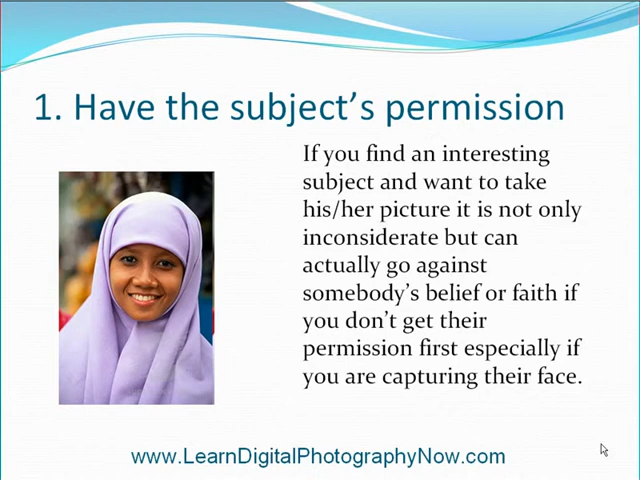 1. Have the subject’s permission
If you find an interesting
subject and want to take
his/her picture it is not only
inconsiderate but can
actually go against
somebody’s belief or faith if
you don’t get their
permission first especially if
you are capturing their face.
www.LearnDigitalPhotographyNow.com